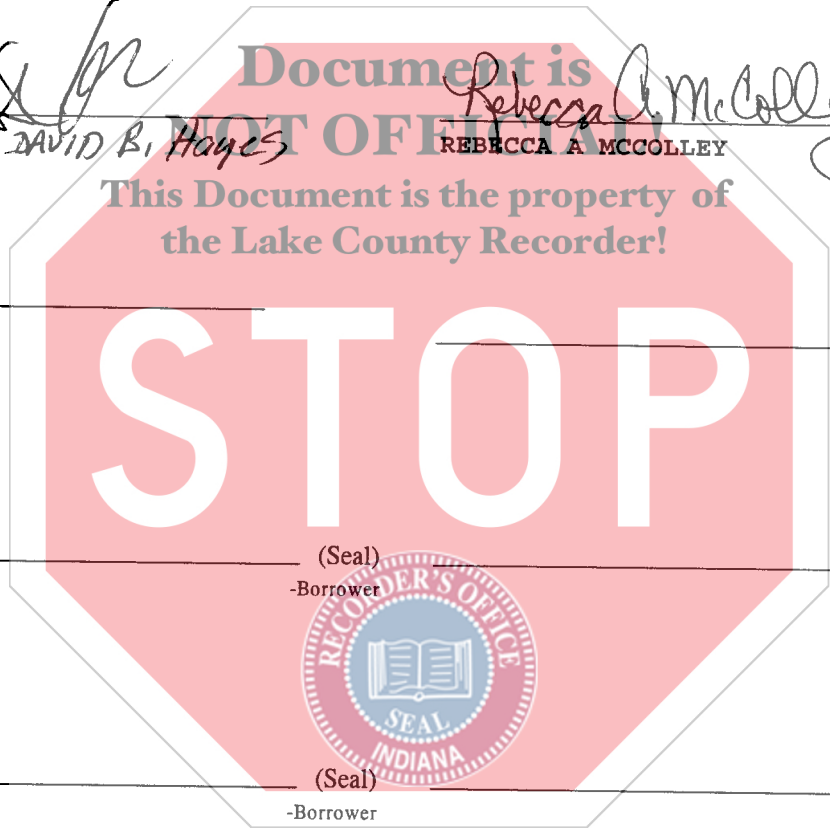 Document is
NOT OFFICIAL!
Rebecca A. McColl
DAVID B. Hayes
REBECCA A MCCOLLEY
This Document is the property of
the Lake County Recorder!
STOP
(Seal)
-Borrower
RECORDER'S OFFICE
SEAL
INDIANA
(Seal)
-Borrower